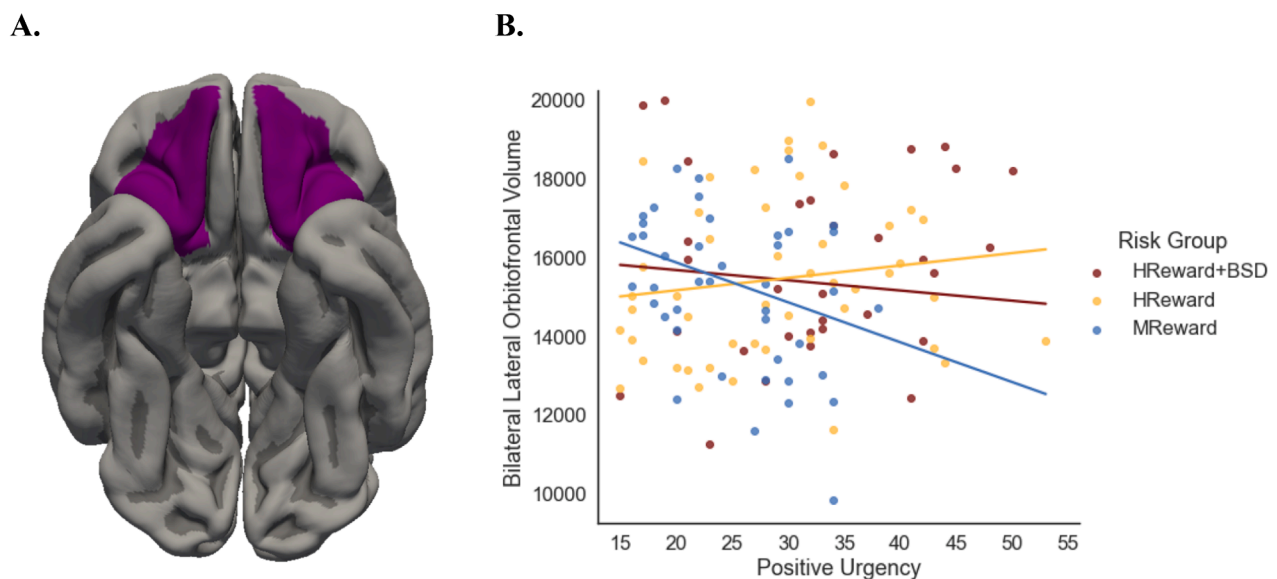 A.
B.
Bilateral Lateral Orbitofrontal Volume
20000
18000
16000
14000
12000
10000
15 20 25 30 35 40 45 50 55
Positive Urgency
Risk Group
HReward+BSD
HReward
MReward